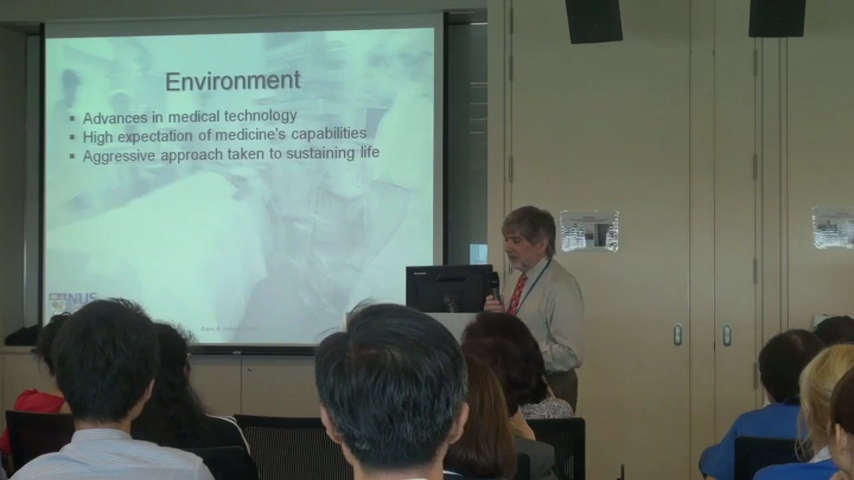 Environment
▪ Advances in medical technology
▪ High expectation of medicine's capabilities
▪ Aggressive approach taken to sustaining life
NUS